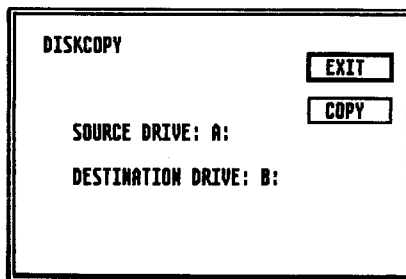 DISKCOPY
EXIT
COPY
SOURCE DRIVE: A:
DESTINATION DRIVE: B: